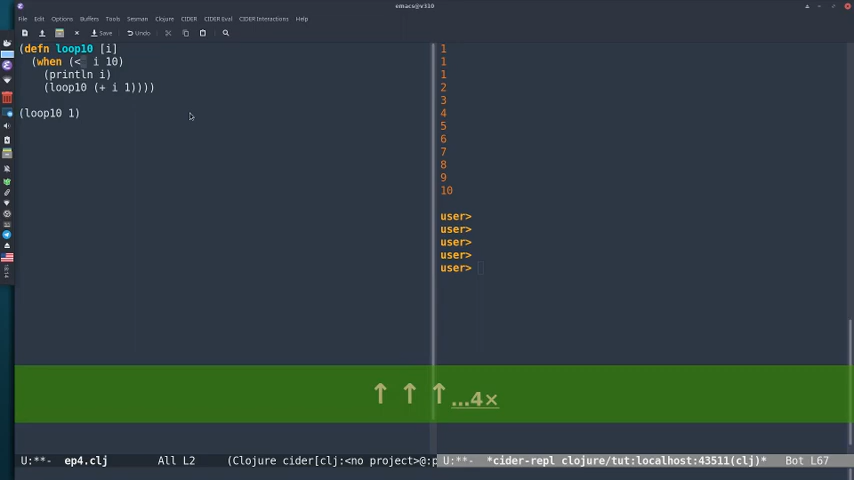 emacs@v310
File Edit Options Buffers Tools Sesman Clojure CIDER CIDER Eval CIDER Interactions Help
Save Undo
(defn loop10 [i]
(when (< i 10)
(println i)
(loop10 (+ i 1))))
(loop10 1)
1
1
1
2
3
4
5
6
7
8
9
10
user>
user>
user>
user>
user>
↑ ↑ ↑...4×
U:**- ep4.clj All L2 (Clojure cider[clj:<no project>@:p
U:**- *cider-repl clojure/tut:localhost:43511(clj)* Bot L67